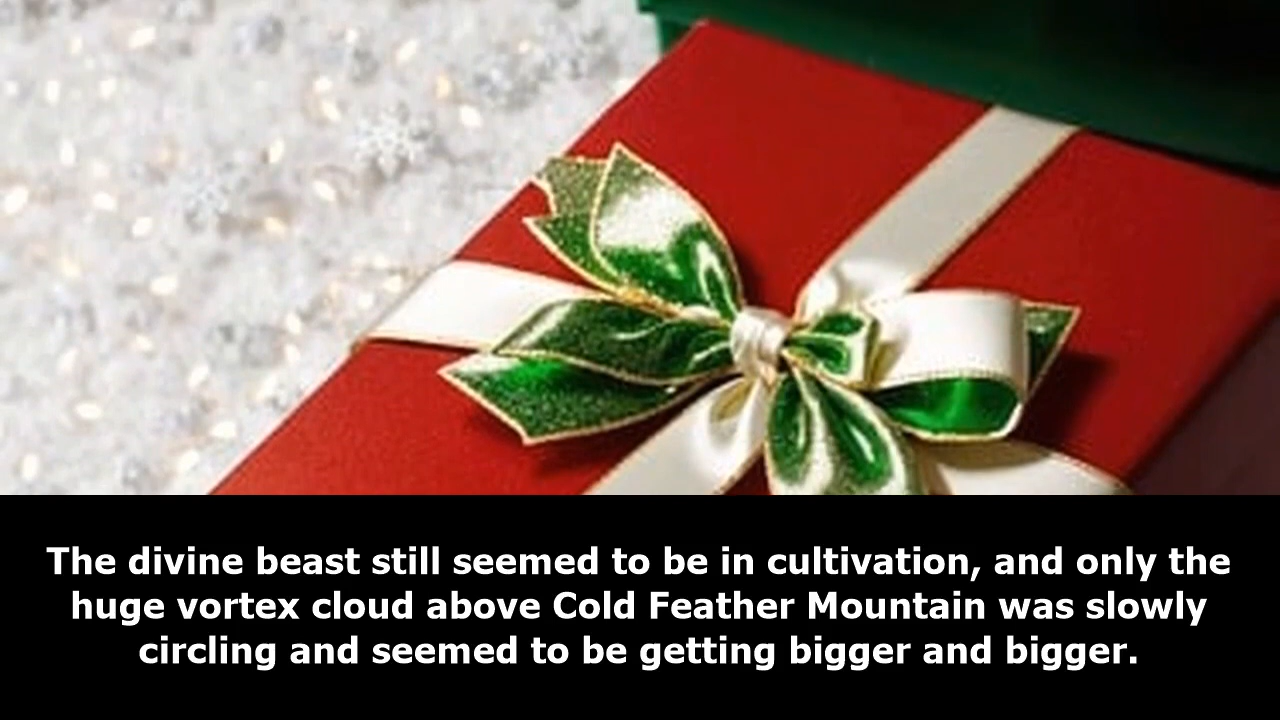 The divine beast still seemed to be in cultivation, and only the
huge vortex cloud above Cold Feather Mountain was slowly
circling and seemed to be getting bigger and bigger.